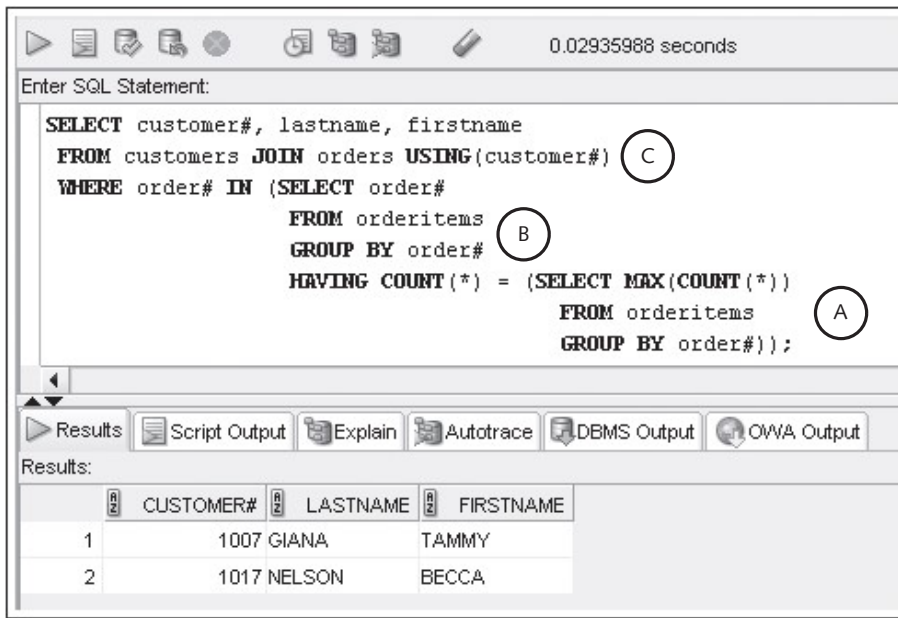 0.02935988 seconds
Enter SQL Statement:
SELECT customer#, lastname, firstname
FROM customers JOIN orders USING(customer#) C
WHERE order# IN (SELECT order#
FROM orderitems
B
GROUP BY order#
HAVING COUNT(*) = (SELECT MAX(COUNT(*))
FROM orderitems A
GROUP BY order#));
Results Script Output Explain Autotrace DBMS Output OWA Output
Results:
CUSTOMER# LASTNAME FIRSTNAME
1 1007 GIANA TAMMY
2 1017 NELSON BECCA